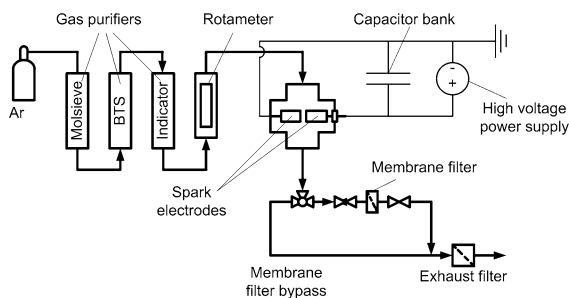 Gas purifiers
Rotameter
Capacitor bank
Ar
Molsieve
BTS
Indicator
-
+
High voltage
power supply
Spark
electrodes
Membrane filter
Membrane
filter bypass
Exhaust filter